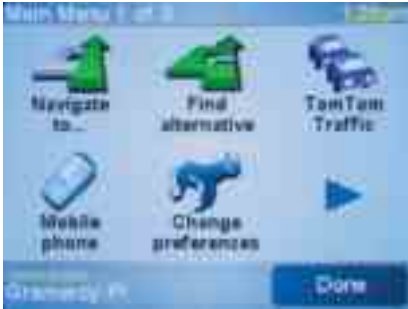 Main Menu 1 of 3
Navigate
to...
Find
alternative
TomTom
Traffic
Mobile
phone
Change
preferences
Gramercy Pl
Done